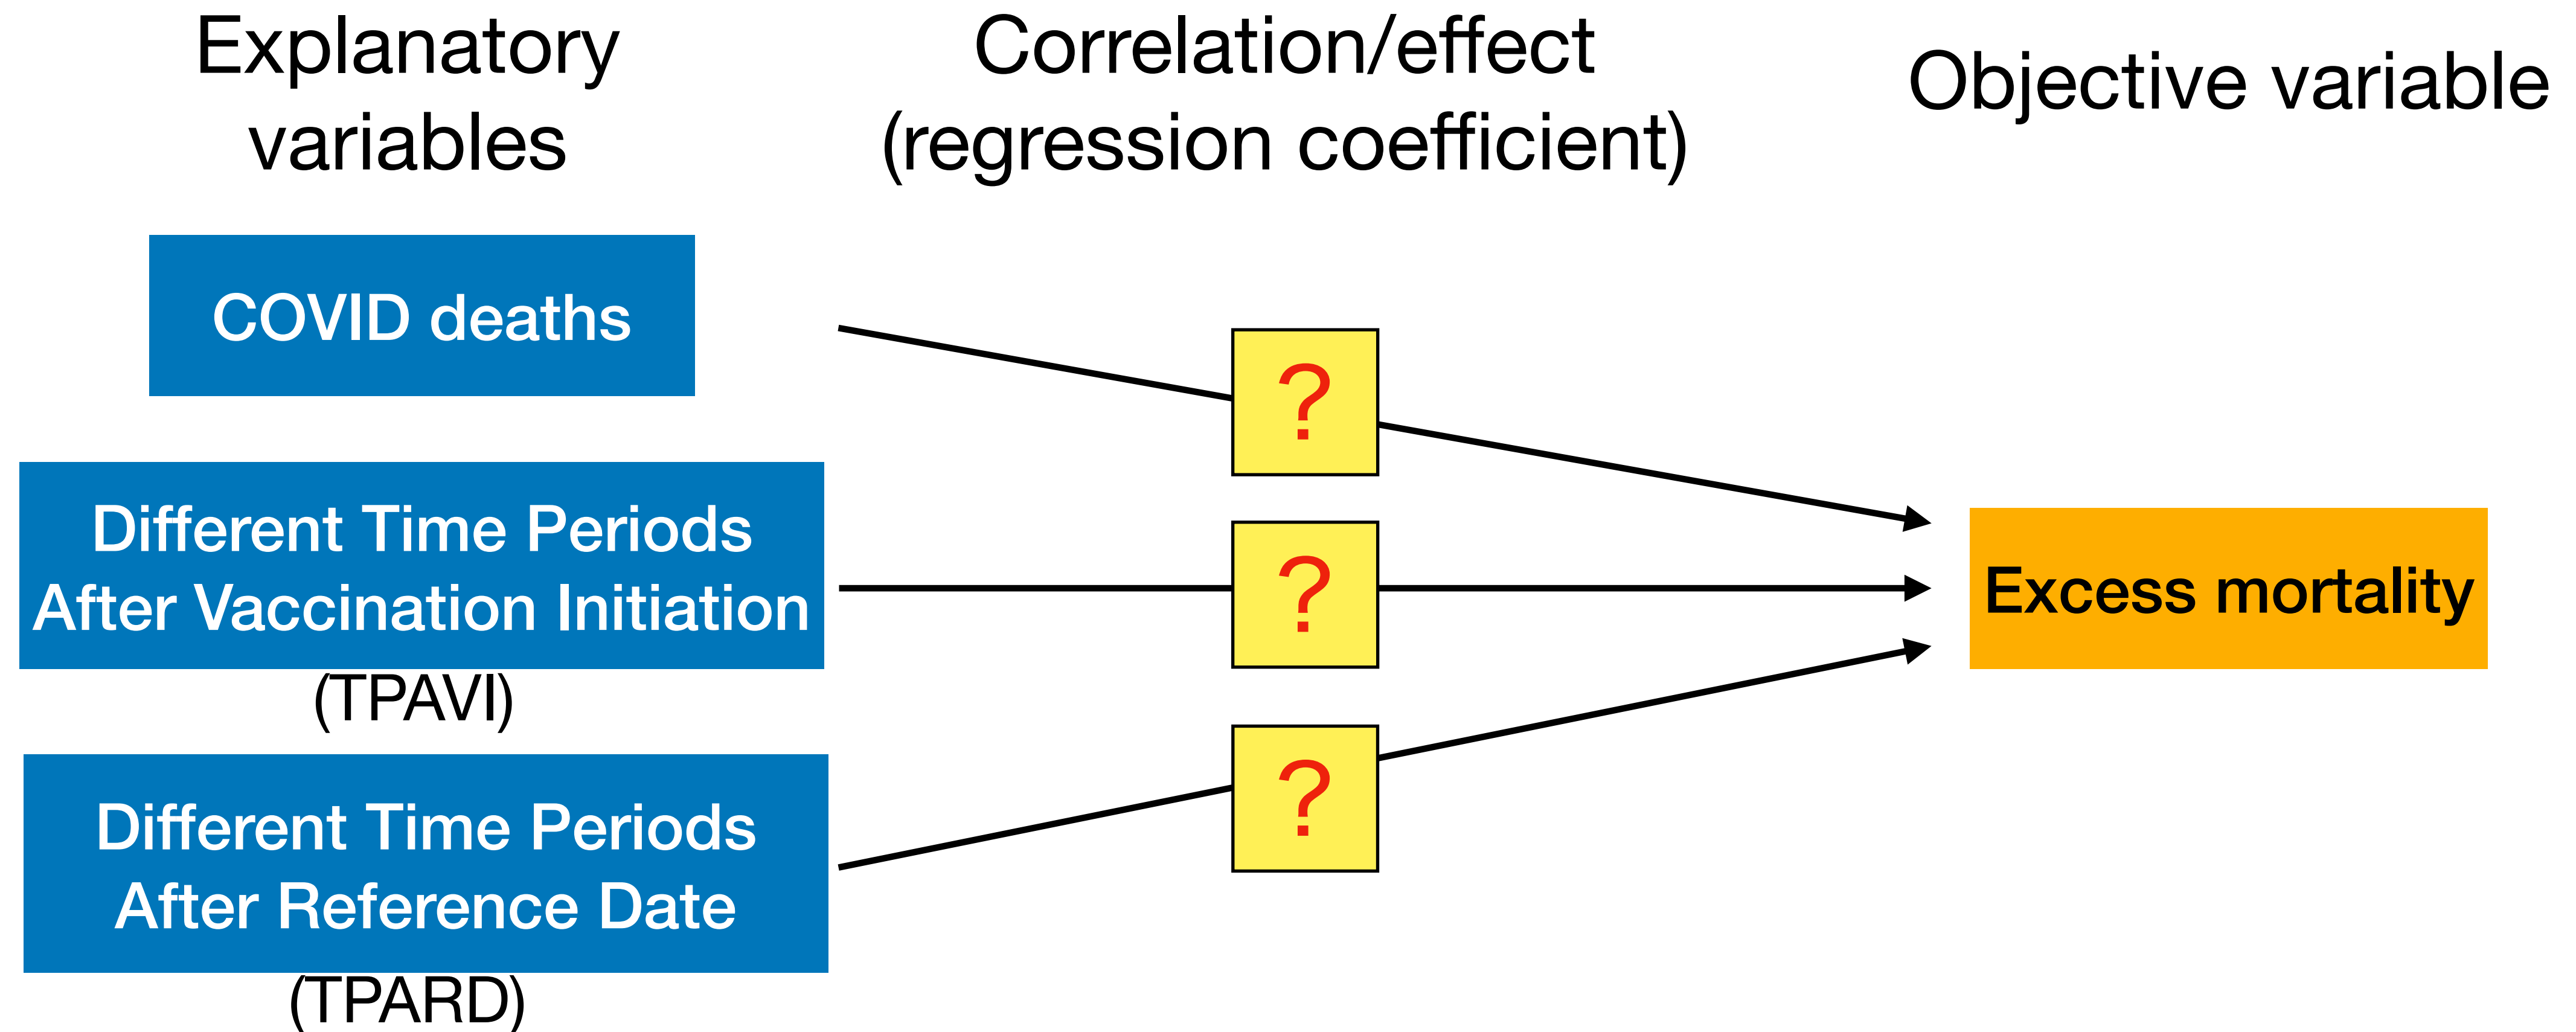 Explanatory
variables
Correlation/effect
(regression coefficient)
Objective variable
COVID deaths
?
Different Time Periods
After Vaccination Initiation
(TPAVI)
?
Excess mortality
Different Time Periods
After Reference Date
(TPARD)
?